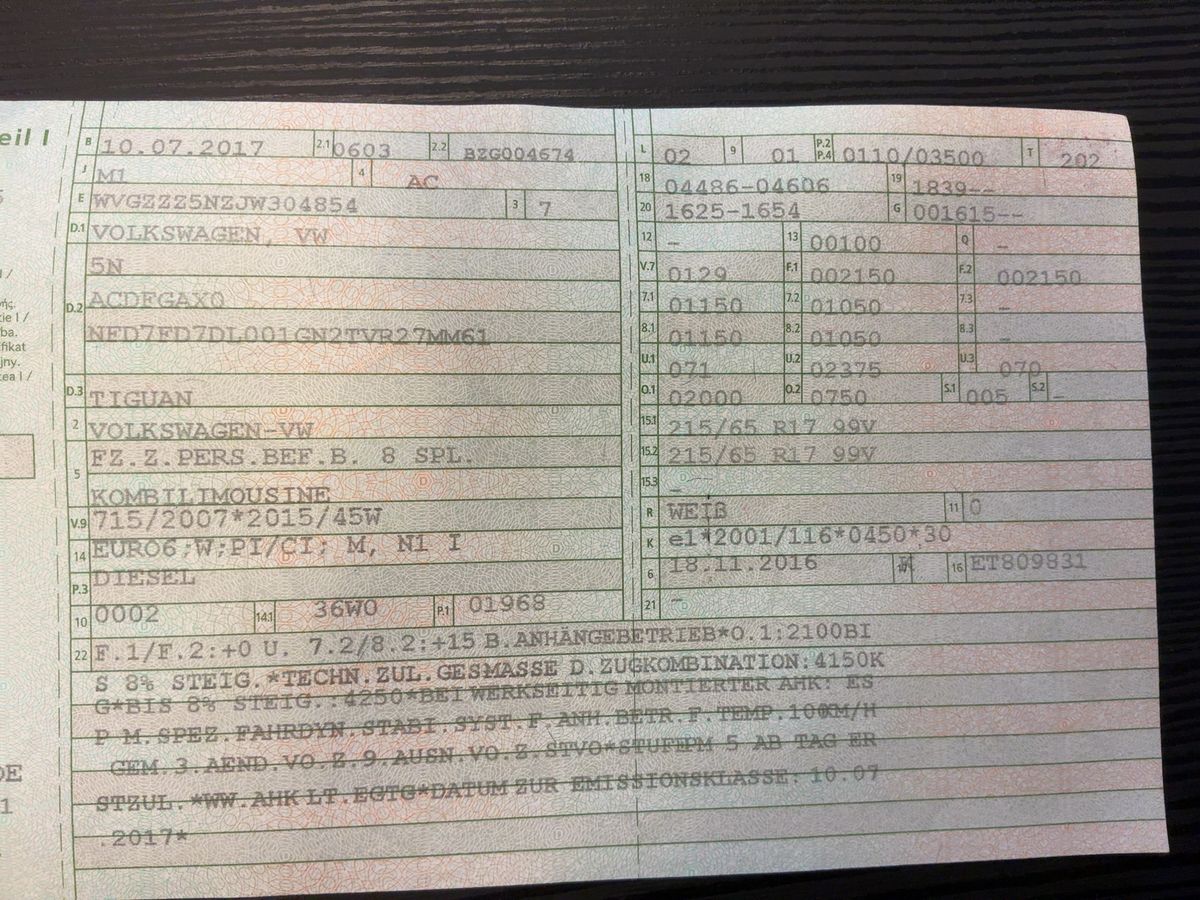 eil I
B 10.07.2017 2.1 0603 2.2 BZG004674
J M1 4 AC
E WVGZZZ5NZJW304854 3 7
D.1 VOLKSWAGEN, VW
5N
D.2 ACDFGAX0
NFD7FD7DL001GN2TVR27MM61
D.3 TIGUAN
2 VOLKSWAGEN-VW
5 FZ.Z.PERS.BEF.B. 8 SPL.
KOMBILIMOUSINE
V.9 715/2007*2015/45W
14 EURO6;W;PI/CI; M, N1 I
P.3 DIESEL
10 0002 14.1 36W0 P.1 01968
L 02 9 01 P.2 P.4 0110/03500 T 202
18 04486-04606 19 1839--
20 1625-1654 G 001615--
12 - 13 00100 Q -
V.7 0129 F.1 002150 F.2 002150
7.1 01150 7.2 01050 7.3 -
8.1 01150 8.2 01050 8.3 -
U.1 071 U.2 02375 U.3 070
O.1 02000 O.2 0750 S.1 005 S.2 -
15.1 215/65 R17 99V
15.2 215/65 R17 99V
15.3 -
R WEIß 11 0
K e1*2001/116*0450*30
6 18.11.2016 16 ET809831
21 -
22 F.1/F.2:+0 U. 7.2/8.2:+15 B.ANHÄNGEBETRIEB*O.1:2100BI
S 8% STEIG.*TECHN.ZUL.GESMASSE D.ZUGKOMBINATION:4150K
G*BIS 8% STEIG.:4250*BEI WERKSEITIG MONTIERTER AHK: ES
P M.SPEZ.FAHRDYN.STABI.SYST.F.ANH.BETR.F.TEMP.100KM/H
GEM.3.AEND.VO.Z.9.AUSN.VO.Z.STVO*STUFEPM 5 AB TAG ER
STZUL.*WW.AHK LT.EGTG*DATUM ZUR EMISSIONSKLASSE: 10.07
.2017*